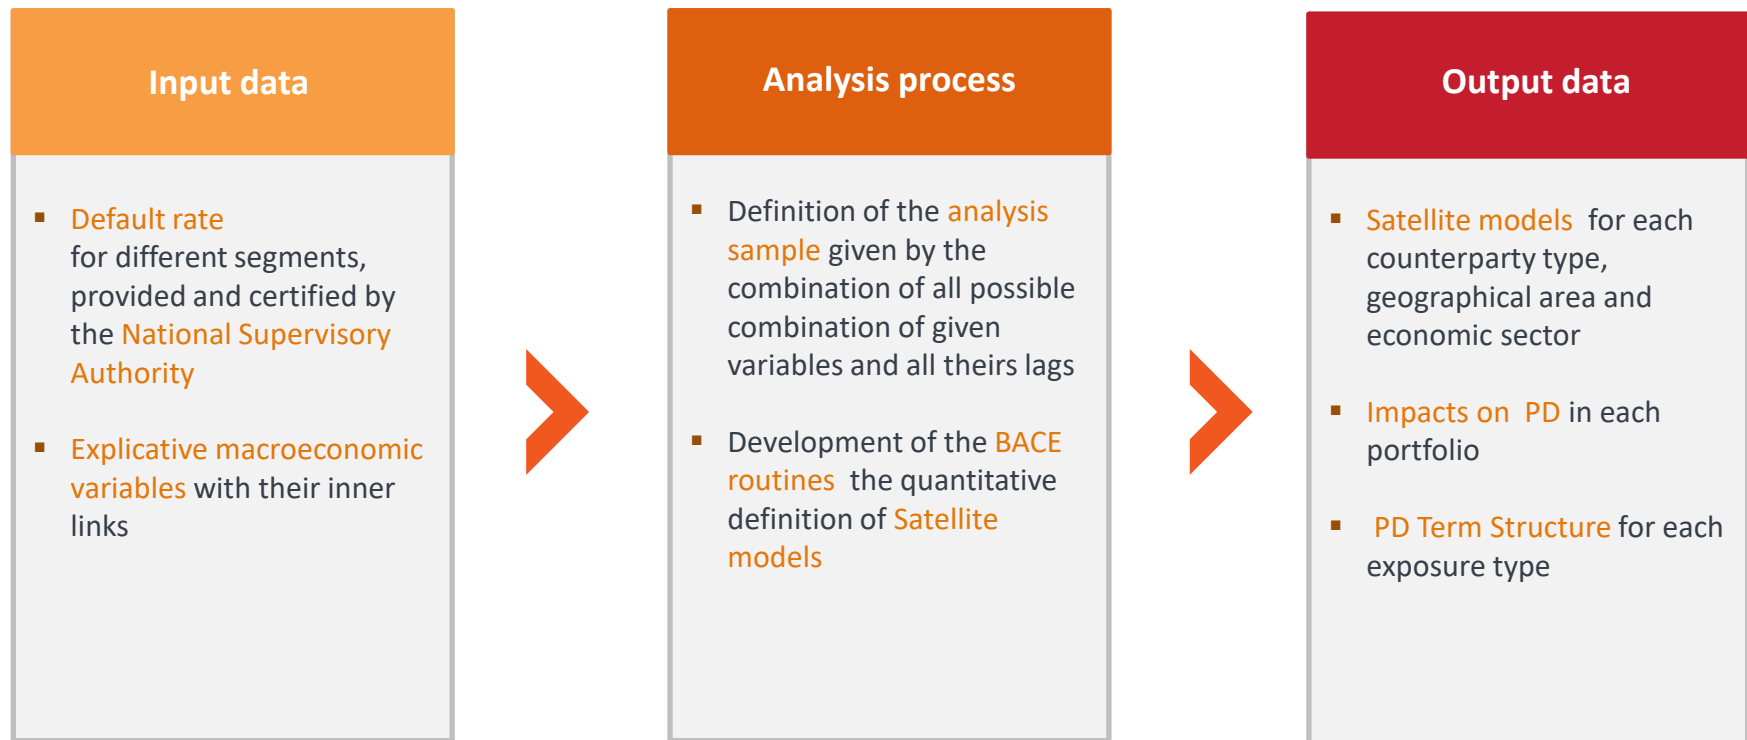 Input data
▪ Default rate
for different segments,
provided and certified by
the National Supervisory
Authority
▪ Explicative macroeconomic
variables with their inner
links
Analysis process
▪ Definition of the analysis
sample given by the
combination of all possible
combination of given
variables and all theirs lags
▪ Development of the BACE
routines the quantitative
definition of Satellite
models
Output data
▪ Satellite models for each
counterparty type,
geographical area and
economic sector
▪ Impacts on PD in each
portfolio
▪ PD Term Structure for each
exposure type